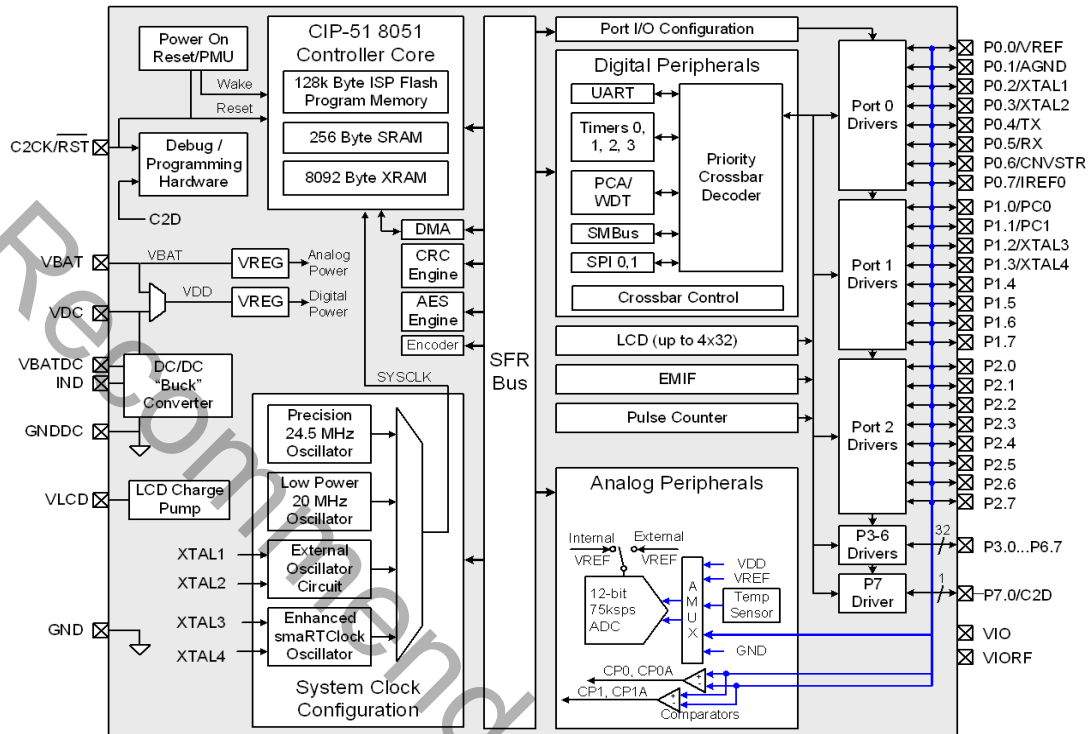 Power On
Reset/PMU
Wake
Reset
C2CK/RST
Debug /
Programming
Hardware
C2D
CIP-51 8051
Controller Core
128k Byte ISP Flash
Program Memory
256 Byte SRAM
8092 Byte XRAM
DMA
CRC
Engine
AES
Engine
Encoder
SYSCLK
VBAT
VBAT
VREG
Analog
Power
VDC
VDD
VREG
Digital
Power
VBATDC
IND
GNDDC
DC/DC
"Buck"
Converter
VLCD
LCD Charge
Pump
Precision
24.5 MHz
Oscillator
Low Power
20 MHz
Oscillator
XTAL1
XTAL2
External
Oscillator
Circuit
XTAL3
XTAL4
Enhanced
smaRTClock
Oscillator
GND
System Clock
Configuration
SFR
Bus
Port I/O Configuration
Digital Peripherals
UART
Timers 0,
1, 2, 3
PCA/
WDT
SMBus
SPI 0,1
Priority
Crossbar
Decoder
Crossbar Control
LCD (up to 4x32)
EMIF
Pulse Counter
Analog Peripherals
Internal
VREF
External
VREF
12-bit
75ksps
ADC
A
M
U
X
VDD
VREF
Temp
Sensor
GND
CP0, CP0A
CP1, CP1A
+
-
+
-
Comparators
Port 0
Drivers
Port 1
Drivers
Port 2
Drivers
P3-6
Drivers
P7
Driver
32
1
P0.0/VREF
P0.1/AGND
P0.2/XTAL1
P0.3/XTAL2
P0.4/TX
P0.5/RX
P0.6/CNVSTR
P0.7/IREF0
P1.0/PC0
P1.1/PC1
P1.2/XTAL3
P1.3/XTAL4
P1.4
P1.5
P1.6
P1.7
P2.0
P2.1
P2.2
P2.3
P2.4
P2.5
P2.6
P2.7
P3.0...P6.7
P7.0/C2D
VIO
VIORF
Recommend